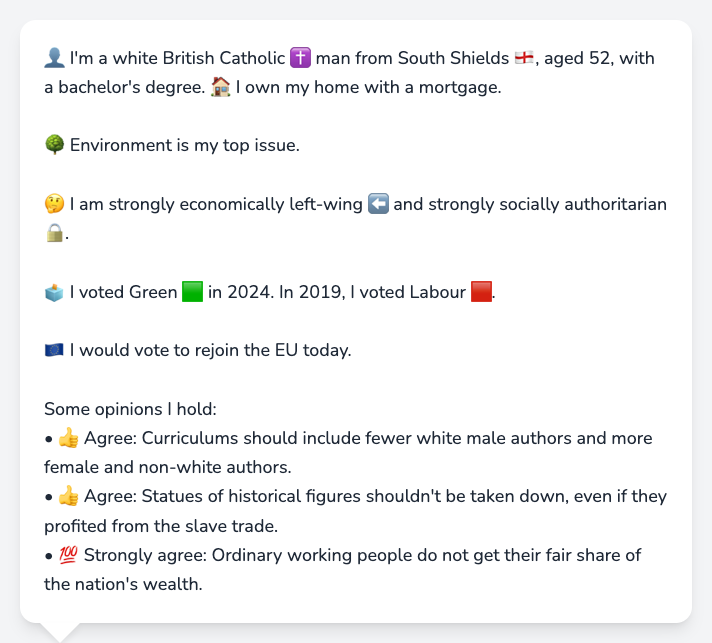 👤 I'm a white British Catholic ✝️ man from South Shields 🏴󠁧󠁢󠁥󠁮󠁧󠁿, aged 52, with
a bachelor's degree. 🏠 I own my home with a mortgage.
🌳 Environment is my top issue.
🤔 I am strongly economically left-wing ⬅️ and strongly socially authoritarian
🔒.
🗳️ I voted Green 🟩 in 2024. In 2019, I voted Labour 🟥.
🇪🇺 I would vote to rejoin the EU today.
Some opinions I hold:
• 👍 Agree: Curriculums should include fewer white male authors and more
female and non-white authors.
• 👍 Agree: Statues of historical figures shouldn't be taken down, even if they
profited from the slave trade.
• 💯 Strongly agree: Ordinary working people do not get their fair share of
the nation's wealth.